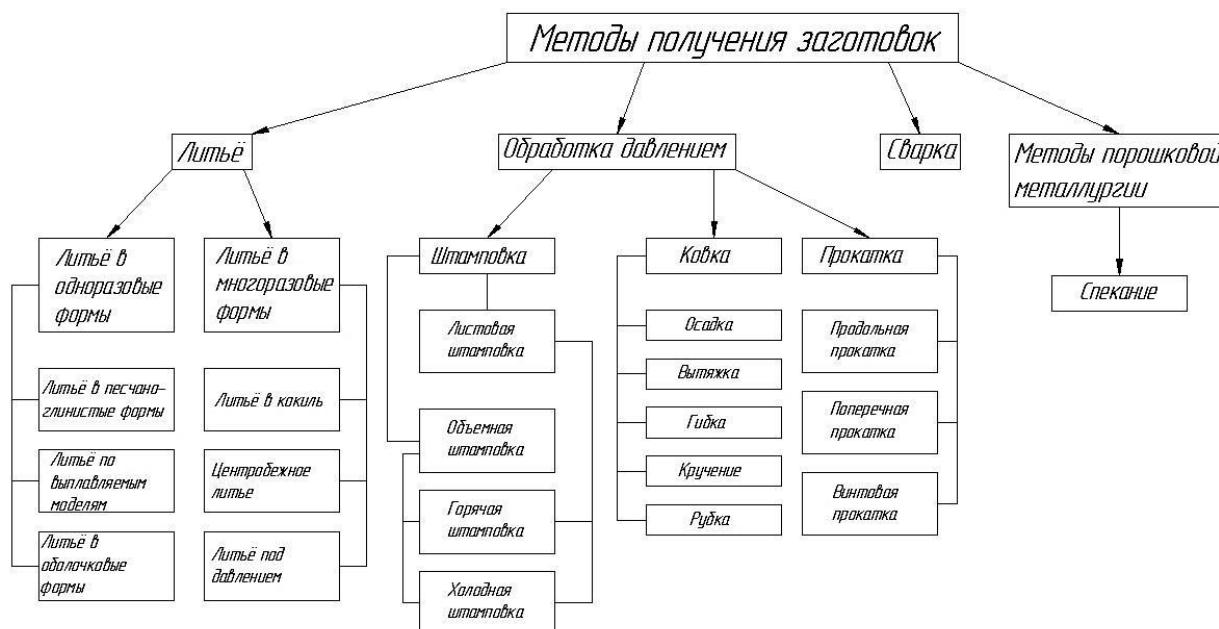 Методы получения заготовок
Литьё
Обработка давлением
Сварка
Методы порошковой
металлургии
Литьё в
одноразовые
формы
Литьё в
многоразовые
формы
Штамповка
Ковка
Прокатка
Спекание
Листовая
штамповка
Осадка
Продольная
прокатка
Вытяжка
Литьё в песчано-
глинистые формы
Литьё в кокиль
Объемная
штамповка
Гибка
Поперечная
прокатка
Литьё по
выплавляемым
моделям
Центробежное
литье
Горячая
штамповка
Кручение
Винтовая
прокатка
Рубка
Литьё в
оболочковые
формы
Литьё под
давлением
Холодная
штамповка